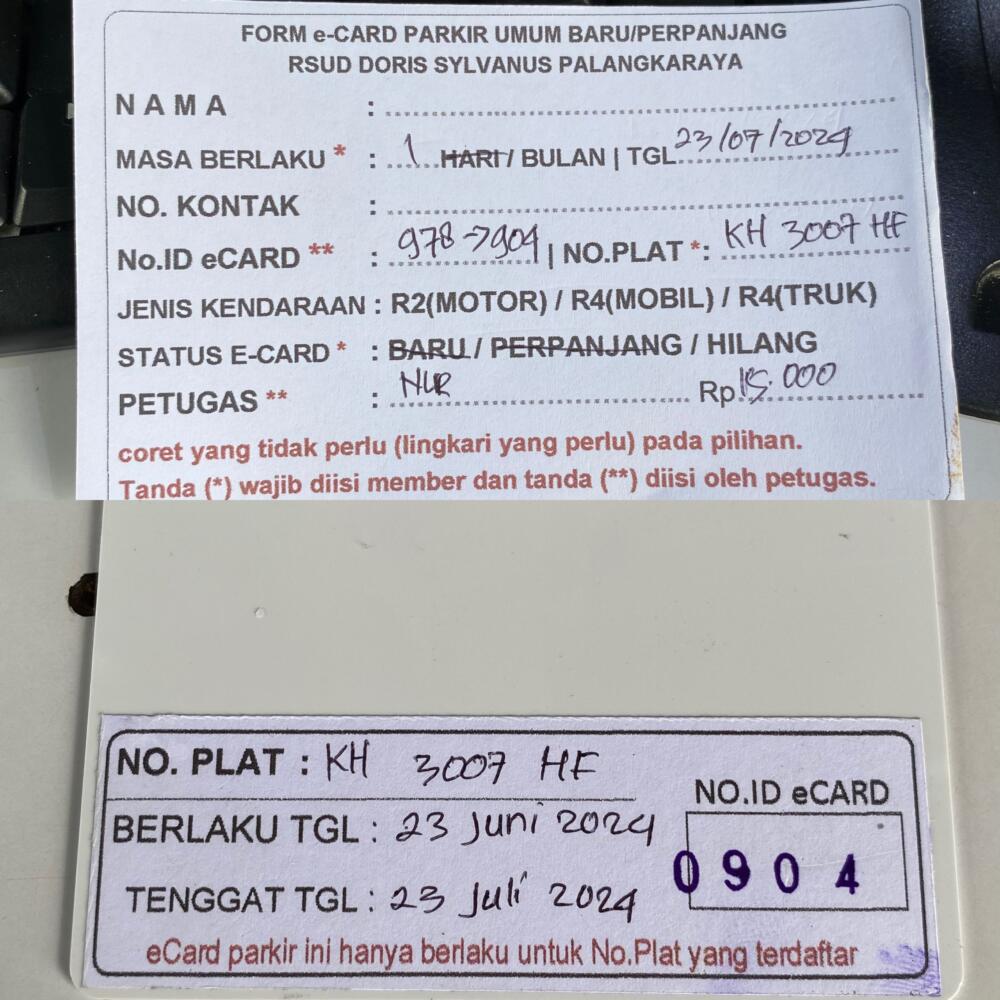 FORM e-CARD PARKIR UMUM BARU/PERPANJANG
RSUD DORIS SYLVANUS PALANGKARAYA
N A M A :
MASA BERLAKU * : 1 HARI / BULAN | TGL 23/07/2024
NO. KONTAK :
No.ID eCARD ** : 978->904 | NO.PLAT *: KH 3007 HF
JENIS KENDARAAN : R2(MOTOR) / R4(MOBIL) / R4(TRUK)
STATUS E-CARD * : BARU / PERPANJANG / HILANG
PETUGAS ** : NUR Rp 15.000
coret yang tidak perlu (lingkari yang perlu) pada pilihan.
Tanda (*) wajib diisi member dan tanda (**) diisi oleh petugas.
NO. PLAT : KH 3007 HF
NO.ID eCARD
BERLAKU TGL : 23 Juni 2024
0904
TENGGAT TGL : 23 Juli 2024
eCard parkir ini hanya berlaku untuk No.Plat yang terdaftar